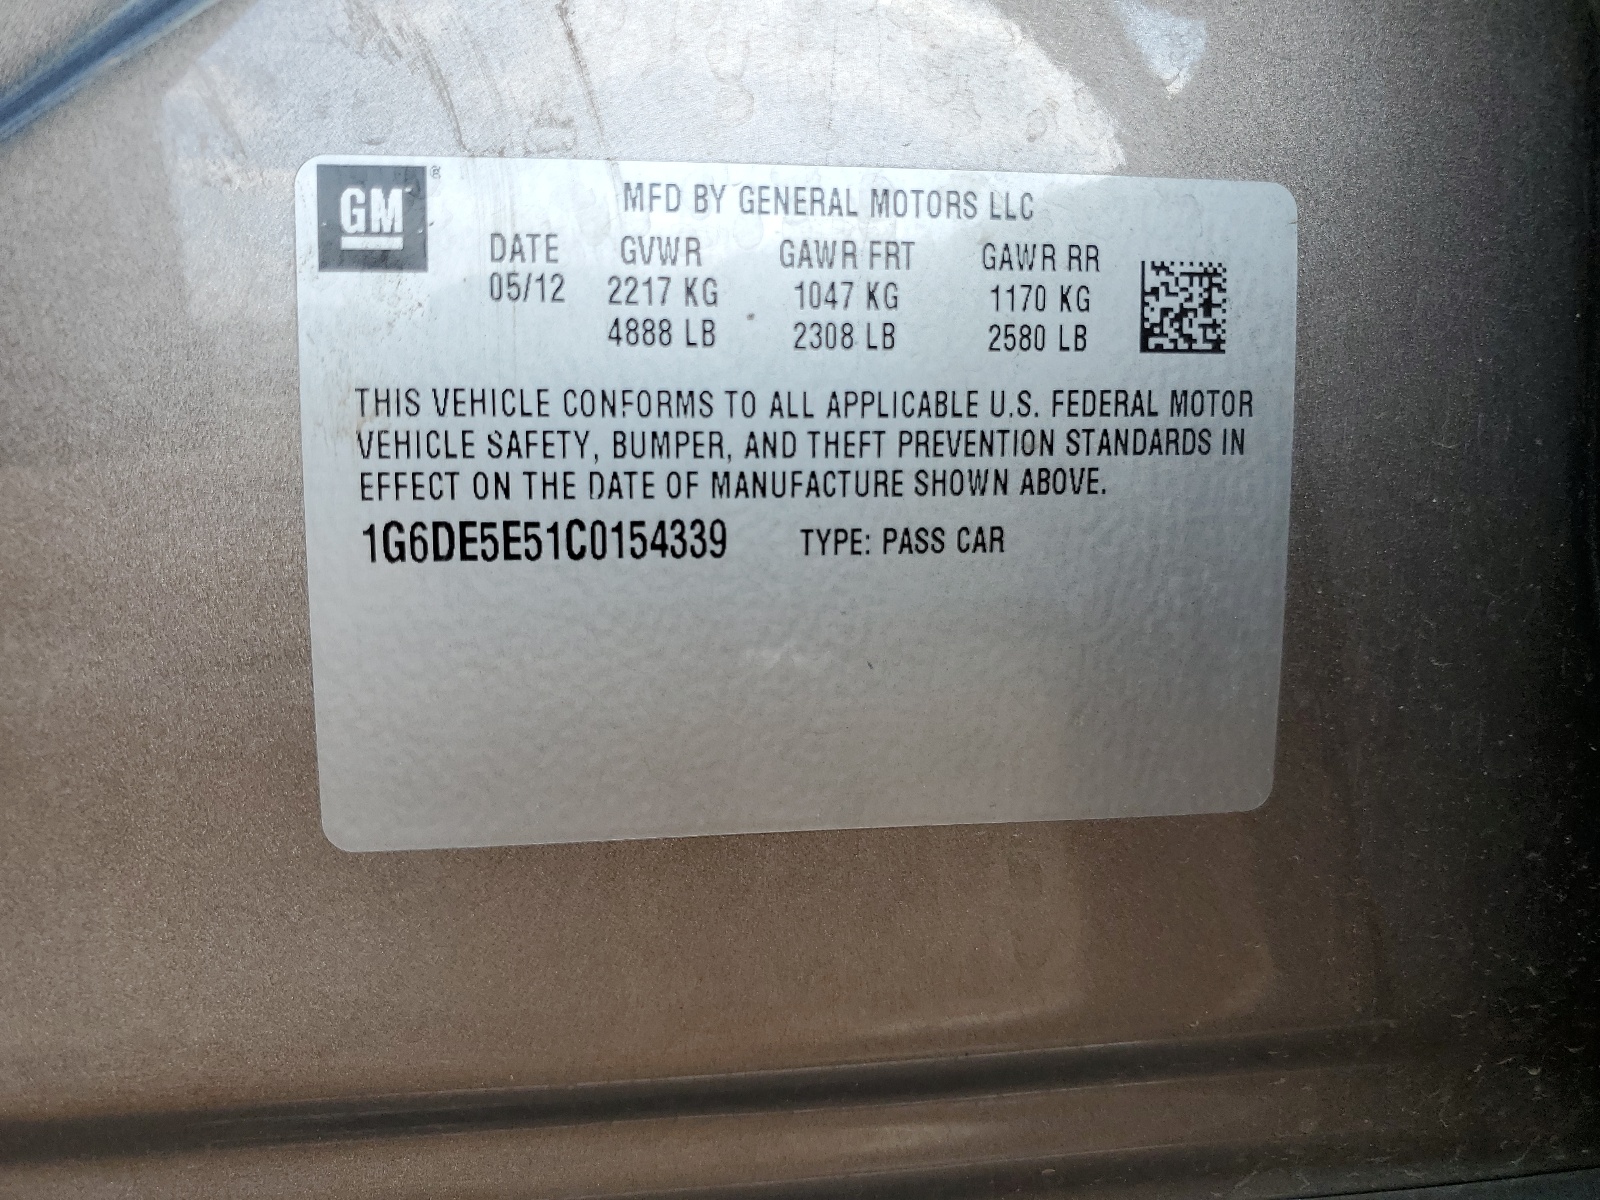 GM®
MFD BY GENERAL MOTORS LLC
DATE GVWR GAWR FRT GAWR RR
05/12 2217 KG 1047 KG 1170 KG
4888 LB 2308 LB 2580 LB
THIS VEHICLE CONFORMS TO ALL APPLICABLE U.S. FEDERAL MOTOR
VEHICLE SAFETY, BUMPER, AND THEFT PREVENTION STANDARDS IN
EFFECT ON THE DATE OF MANUFACTURE SHOWN ABOVE.
1G6DE5E51C0154339 TYPE: PASS CAR